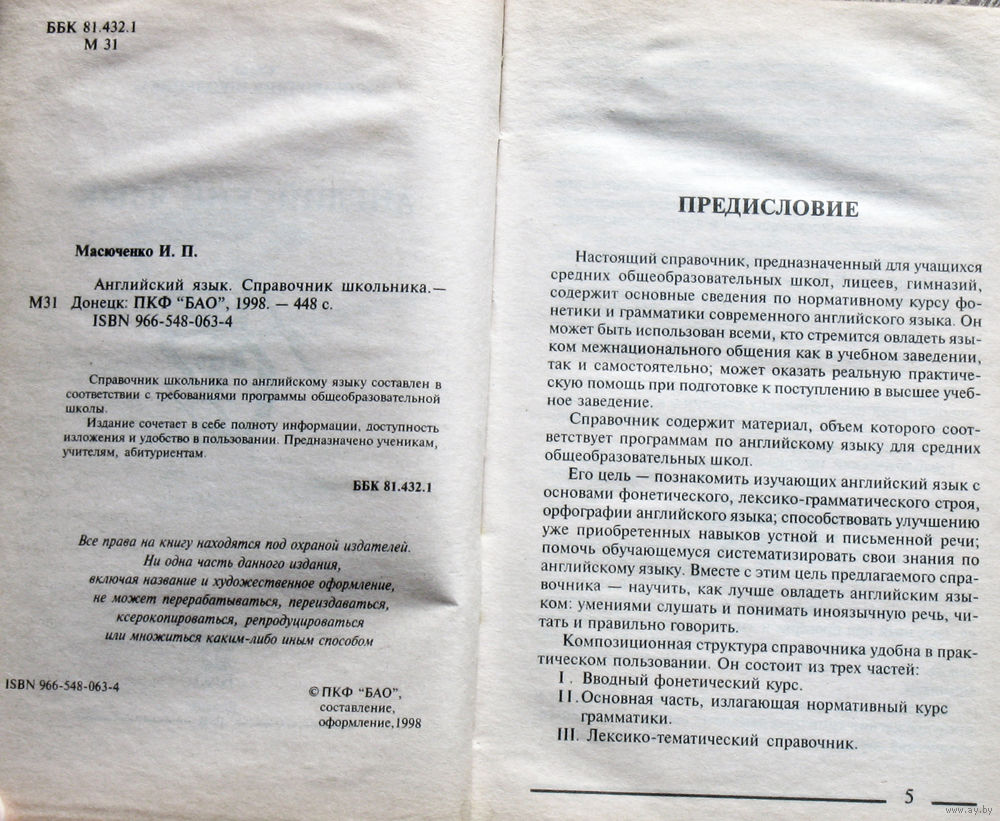 ББК 81.432.1
М 31
Масюченко И. П.
Английский язык. Справочник школьника.—
М31 Донецк: ПКФ “БАО”, 1998. — 448 с.
ISBN 966-548-063-4
Справочник школьника по английскому языку составлен в
соответствии с требованиями программы общеобразовательной
школы.
Издание сочетает в себе полноту информации, доступность
изложения и удобство в пользовании. Предназначено ученикам,
учителям, абитуриентам.
ББК 81.432.1
Все права на книгу находятся под охраной издателей.
Ни одна часть данного издания,
включая название и художественное оформление,
не может перерабатываться, переиздаваться,
ксерокопироваться, репродуцироваться
или множиться каким-либо иным способом
ISBN 966-548-063-4
© ПКФ “БАО”,
составление,
оформление,1998
ПРЕДИСЛОВИЕ
Настоящий справочник, предназначенный для учащихся
средних общеобразовательных школ, лицеев, гимназий,
содержит основные сведения по нормативному курсу фо-
нетики и грамматики современного английского языка. Он
может быть использован всеми, кто стремится овладеть язы-
ком межнационального общения как в учебном заведении,
так и самостоятельно; может оказать реальную практиче-
скую помощь при подготовке к поступлению в высшее учеб-
ное заведение.
Справочник содержит материал, объем которого соот-
ветствует программам по английскому языку для средних
общеобразовательных школ.
Его цель — познакомить изучающих английский язык с
основами фонетического, лексико-грамматического строя,
орфографии английского языка; способствовать улучшению
уже приобретенных навыков устной и письменной речи;
помочь обучающемуся систематизировать свои знания по
английскому языку. Вместе с этим цель предлагаемого спра-
вочника — научить, как лучше овладеть английским язы-
ком: умениями слушать и понимать иноязычную речь, чи-
тать и правильно говорить.
Композиционная структура справочника удобна в прак-
тическом пользовании. Он состоит из трех частей:
I . Вводный фонетический курс.
II .Основная часть, излагающая нормативный курс
грамматики.
III. Лексико-тематический справочник.
5
www.ay.by